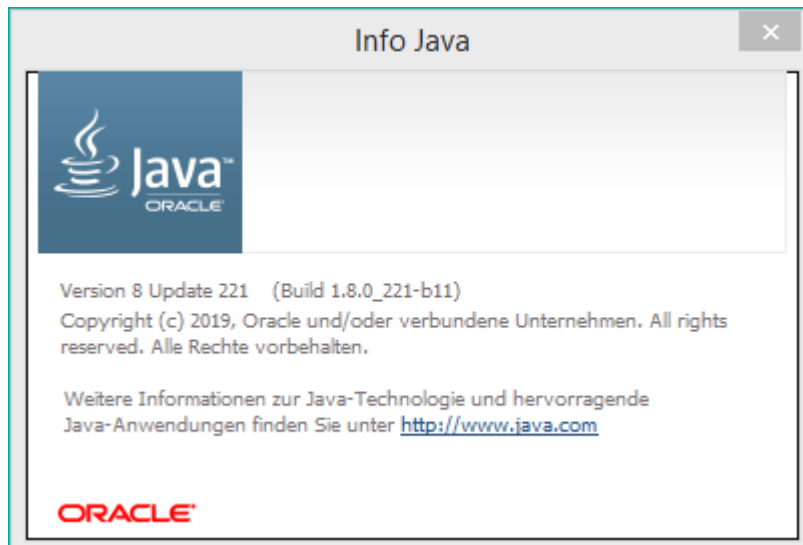 Info Java
Java™
ORACLE
Version 8 Update 221 (Build 1.8.0_221-b11)
Copyright (c) 2019, Oracle und/oder verbundene Unternehmen. All rights
reserved. Alle Rechte vorbehalten.
Weitere Informationen zur Java-Technologie und hervorragende
Java-Anwendungen finden Sie unter http://www.java.com
ORACLE